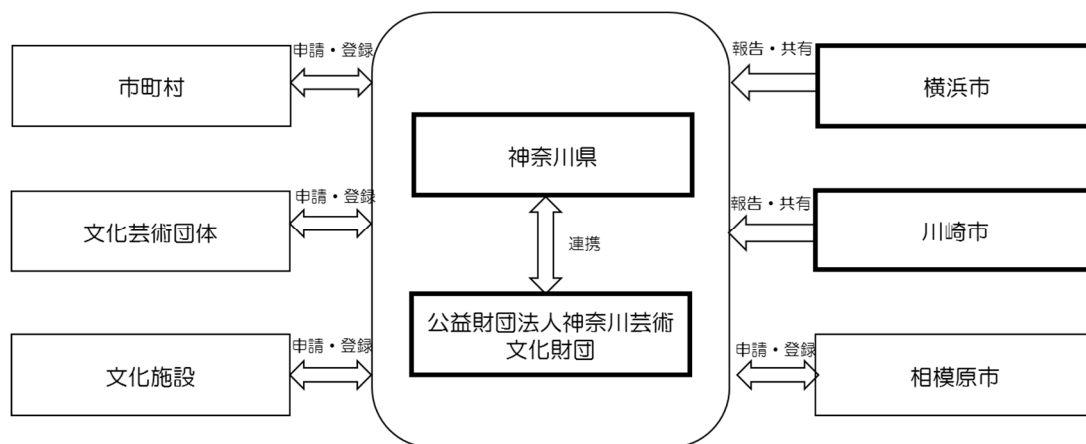 申請・登録
市町村
申請・登録
文化芸術団体
申請・登録
文化施設
神奈川県
連携
公益財団法人神奈川芸術
文化財団
報告・共有
横浜市
報告・共有
川崎市
申請・登録
相模原市